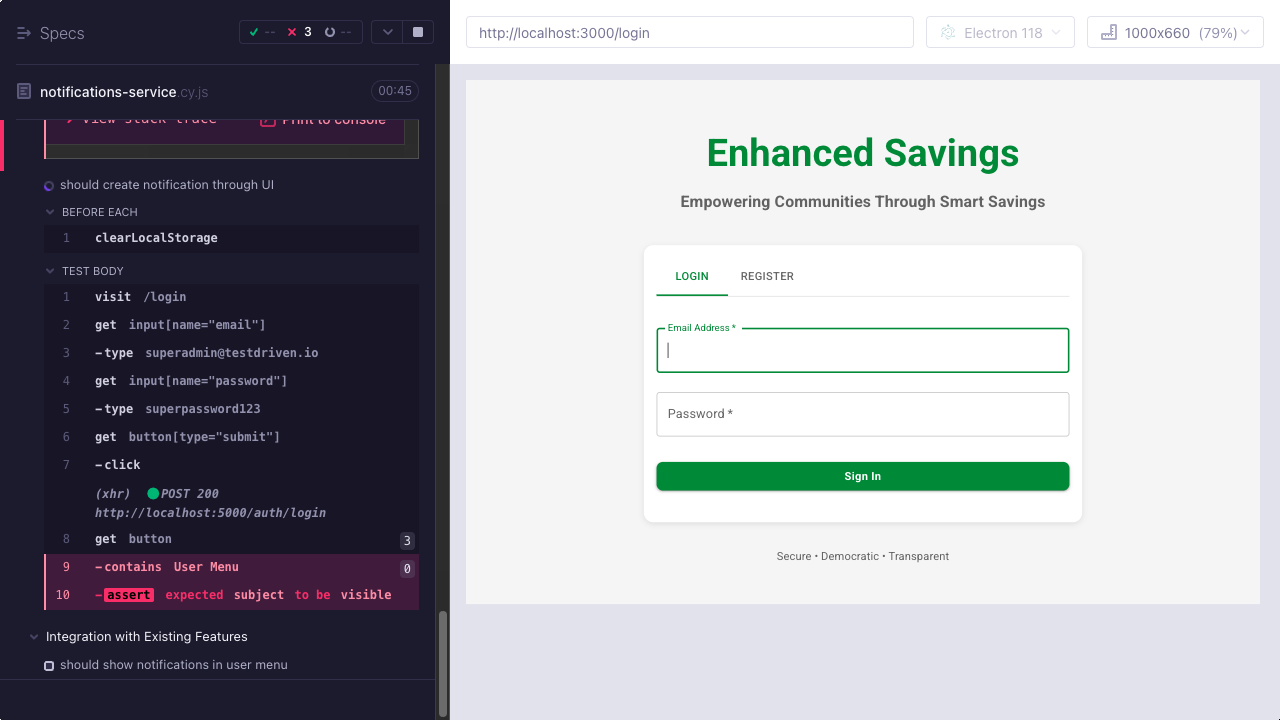 Specs
-- 3 --
notifications-service.cy.js
00:45
View stack trace Print to console
should create notification through UI
BEFORE EACH
1 clearLocalStorage
TEST BODY
1 visit /login
2 get input[name="email"]
3 -type superadmin@testdriven.io
4 get input[name="password"]
5 -type superpassword123
6 get button[type="submit"]
7 -click
(xhr) POST 200
http://localhost:5000/auth/login
8 get button 3
9 -contains User Menu 0
10 -assert expected subject to be visible
Integration with Existing Features
should show notifications in user menu
http://localhost:3000/login
Electron 118
1000x660 (79%)
Enhanced Savings
Empowering Communities Through Smart Savings
LOGIN REGISTER
Email Address *
Password *
Sign In
Secure • Democratic • Transparent